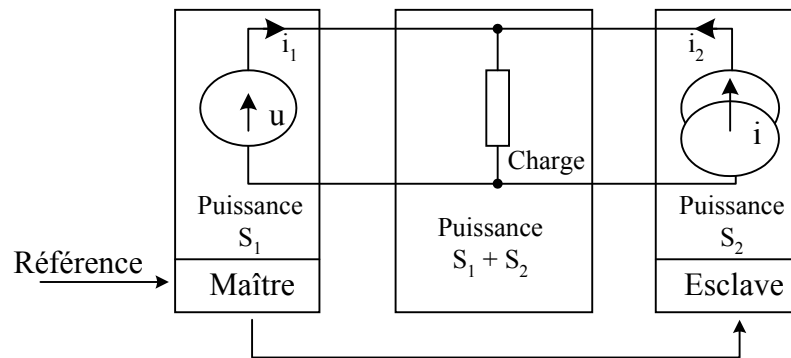 i₁
u
Puissance
S₁
Référence
Maître
Charge
Puissance
S₁ + S₂
i₂
i
Puissance
S₂
Esclave